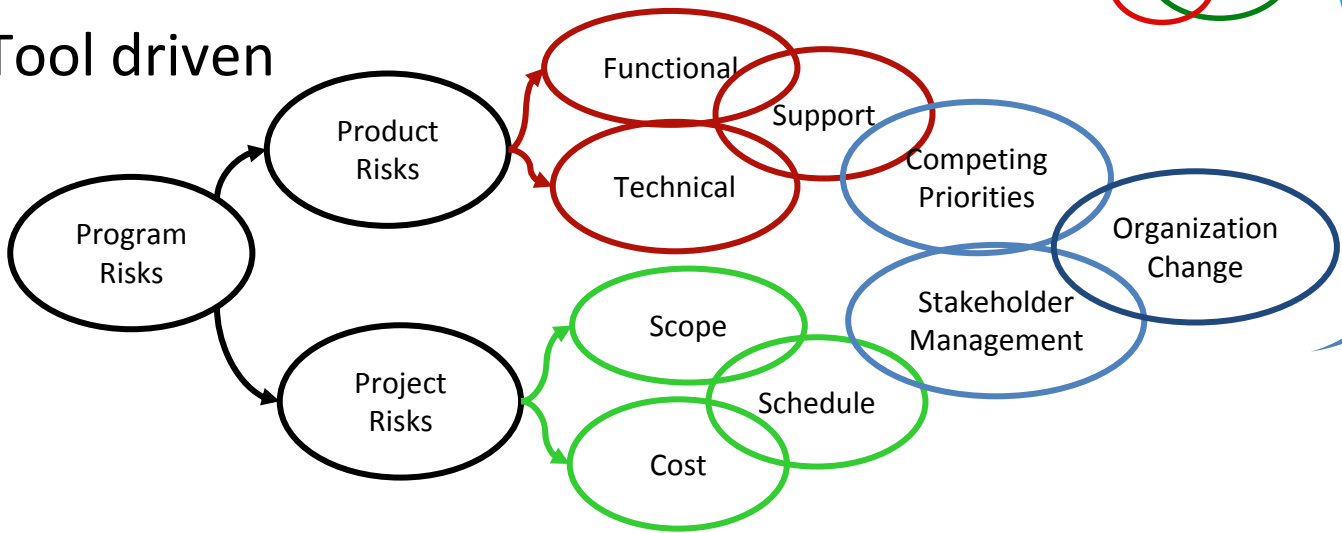 Tool driven
Program
Risks
Product
Risks
Project
Risks
Functional
Support
Technical
Scope
Schedule
Cost
Competing
Priorities
Stakeholder
Management
Organization
Change